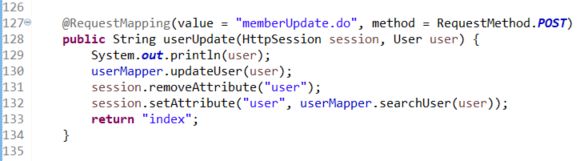 126
127 @RequestMapping(value = "memberUpdate.do", method = RequestMethod.POST)
128 public String userUpdate(HttpSession session, User user) {
129 System.out.println(user);
130 userMapper.updateUser(user);
131 session.removeAttribute("user");
132 session.setAttribute("user", userMapper.searchUser(user));
133 return "index";
134 }
135